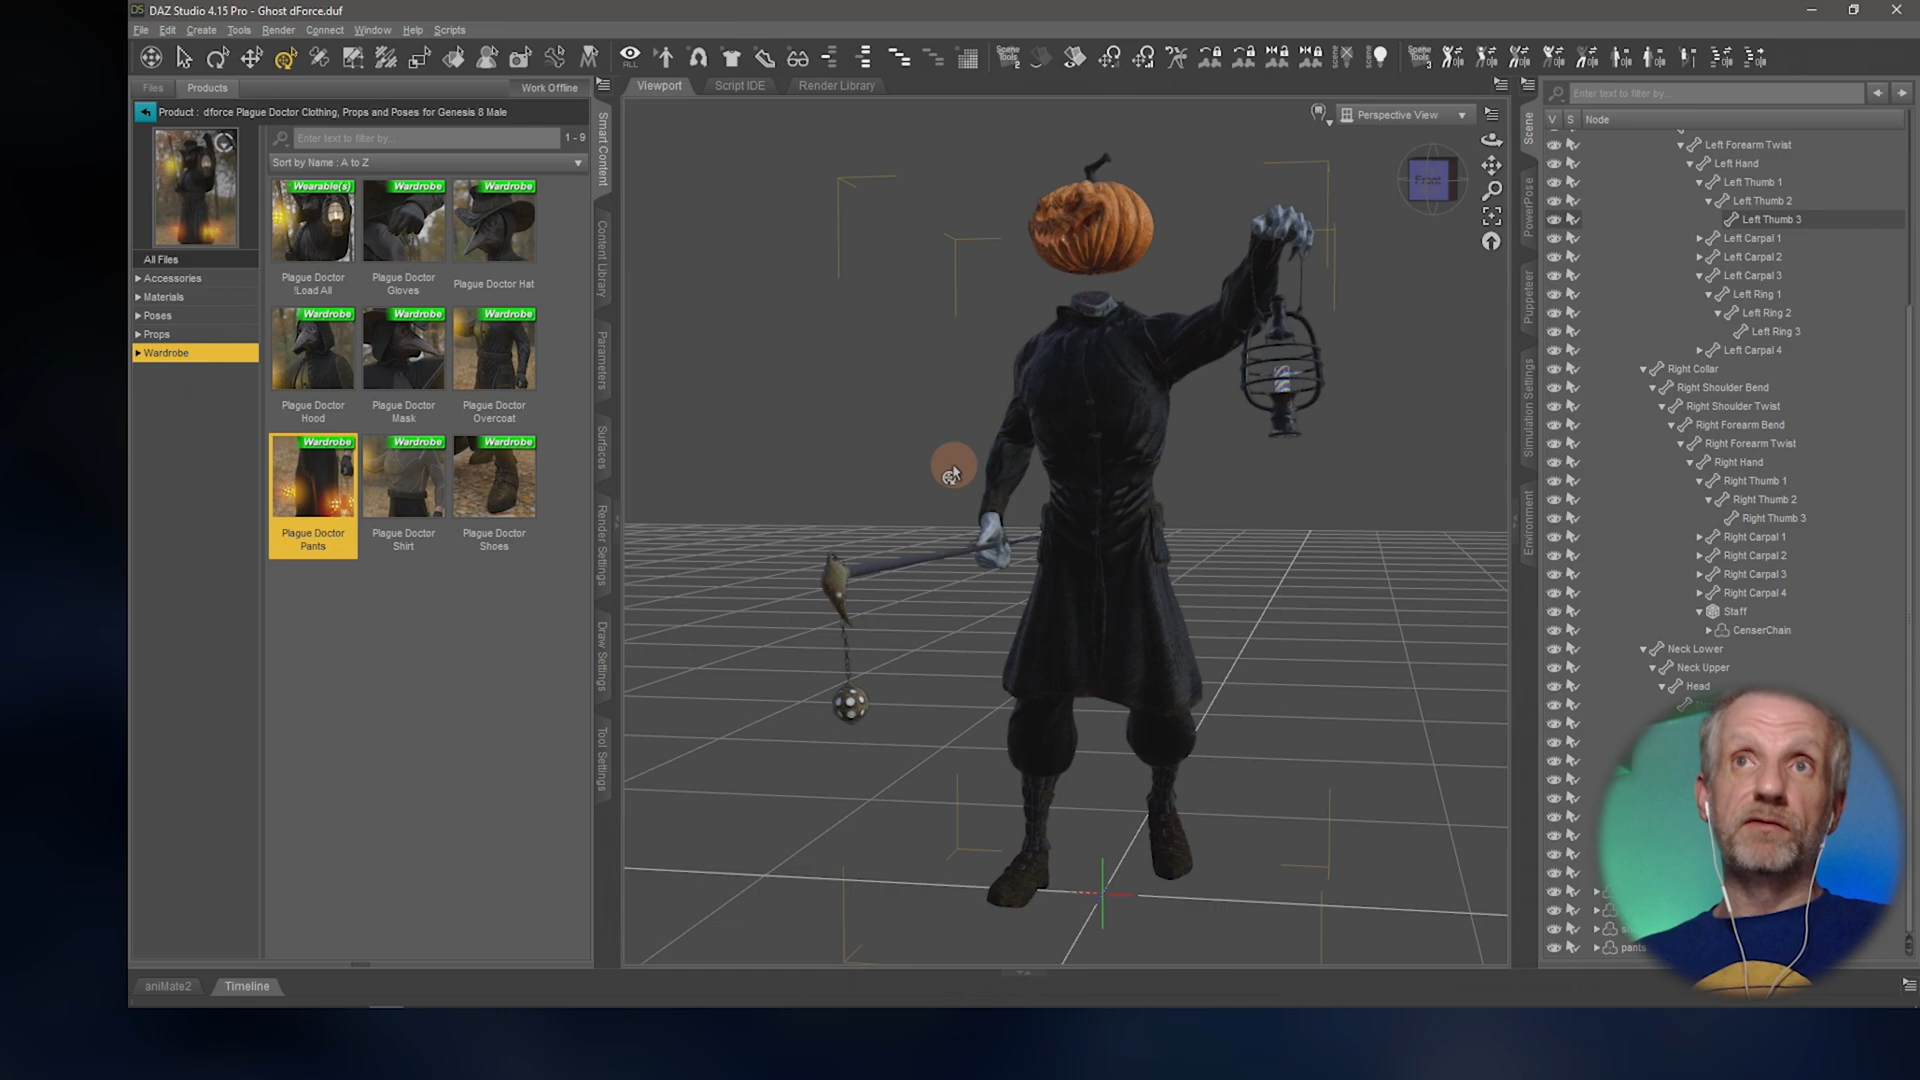 DAZ Studio 4.15 Pro - Ghost dForce.duf
File Edit Create Tools Render Connect Window Help Scripts
ALL
Scene Tools 2
Scene Tools 3
Files Products Work Offline
Product : dforce Plague Doctor Clothing, Props and Poses for Genesis 8 Male
Enter text to filter by...
1 - 9
Sort by Name : A to Z
All Files
Accessories
Materials
Poses
Props
Wardrobe
Wearable(s)
Wardrobe
Wardrobe
Plague Doctor !Load All
Plague Doctor Gloves
Plague Doctor Hat
Wardrobe
Wardrobe
Wardrobe
Plague Doctor Hood
Plague Doctor Mask
Plague Doctor Overcoat
Wardrobe
Wardrobe
Wardrobe
Plague Doctor Pants
Plague Doctor Shirt
Plague Doctor Shoes
Smart Content
Content Library
Parameters
Surfaces
Render Settings
Draw Settings
Tool Settings
Viewport Script IDE Render Library
Perspective View
Front
Scene
PowerPose
Puppeteer
Simulation Settings
Environment
Enter text to filter by...
V S Node
Left Forearm Twist
Left Hand
Left Thumb 1
Left Thumb 2
Left Thumb 3
Left Carpal 1
Left Carpal 2
Left Carpal 3
Left Ring 1
Left Ring 2
Left Ring 3
Left Carpal 4
Right Collar
Right Shoulder Bend
Right Shoulder Twist
Right Forearm Bend
Right Forearm Twist
Right Hand
Right Thumb 1
Right Thumb 2
Right Thumb 3
Right Carpal 1
Right Carpal 2
Right Carpal 3
Right Carpal 4
Staff
CenserChain
Neck Lower
Neck Upper
Head
pants
aniMate2 Timeline